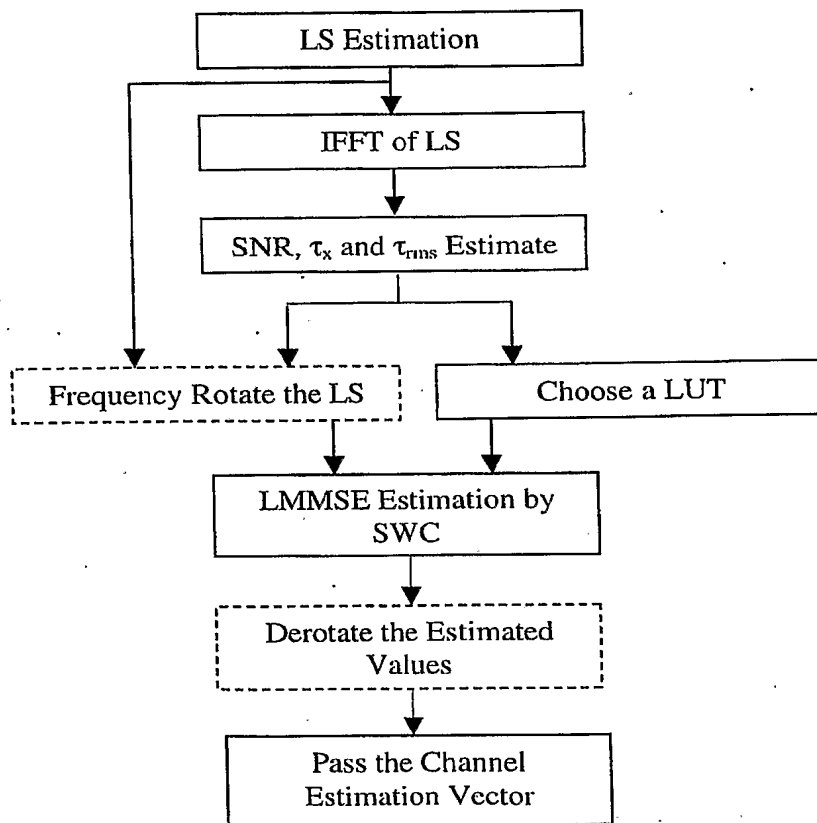 LS Estimation
IFFT of LS
SNR, τx and τrms Estimate
Frequency Rotate the LS
Choose a LUT
LMMSE Estimation by
SWC
Derotate the Estimated
Values
Pass the Channel
Estimation Vector